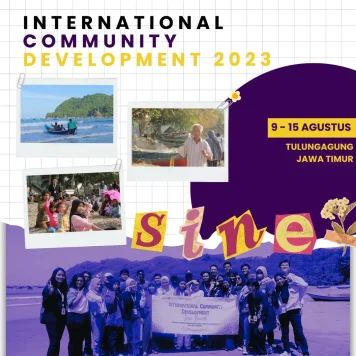 INTERNATIONAL
COMMUNITY
DEVELOPMENT 2023
9 - 15 AGUSTUS
TULUNGAGUNG
JAWA TIMUR
sine
INTERNATIONAL COMMUNITY
DEVELOPMENT